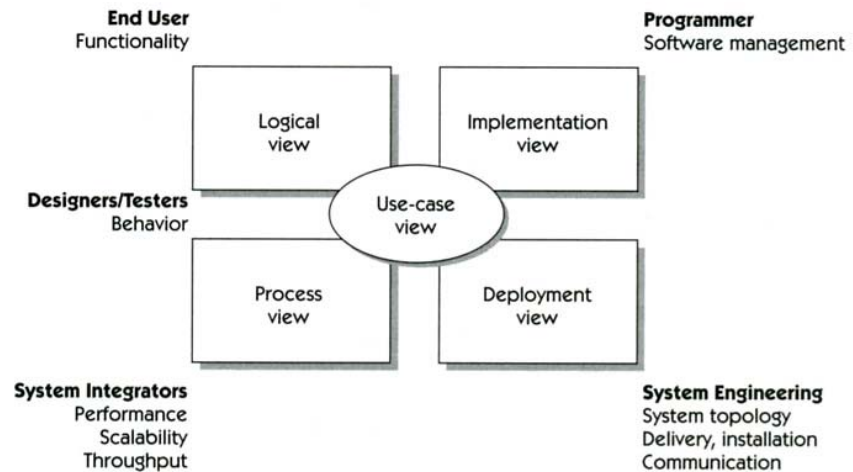 End User
Functionality
Programmer
Software management
Logical
view
Implementation
view
Designers/Testers
Behavior
Use-case
view
Process
view
Deployment
view
System Integrators
Performance
Scalability
Throughput
System Engineering
System topology
Delivery, installation
Communication